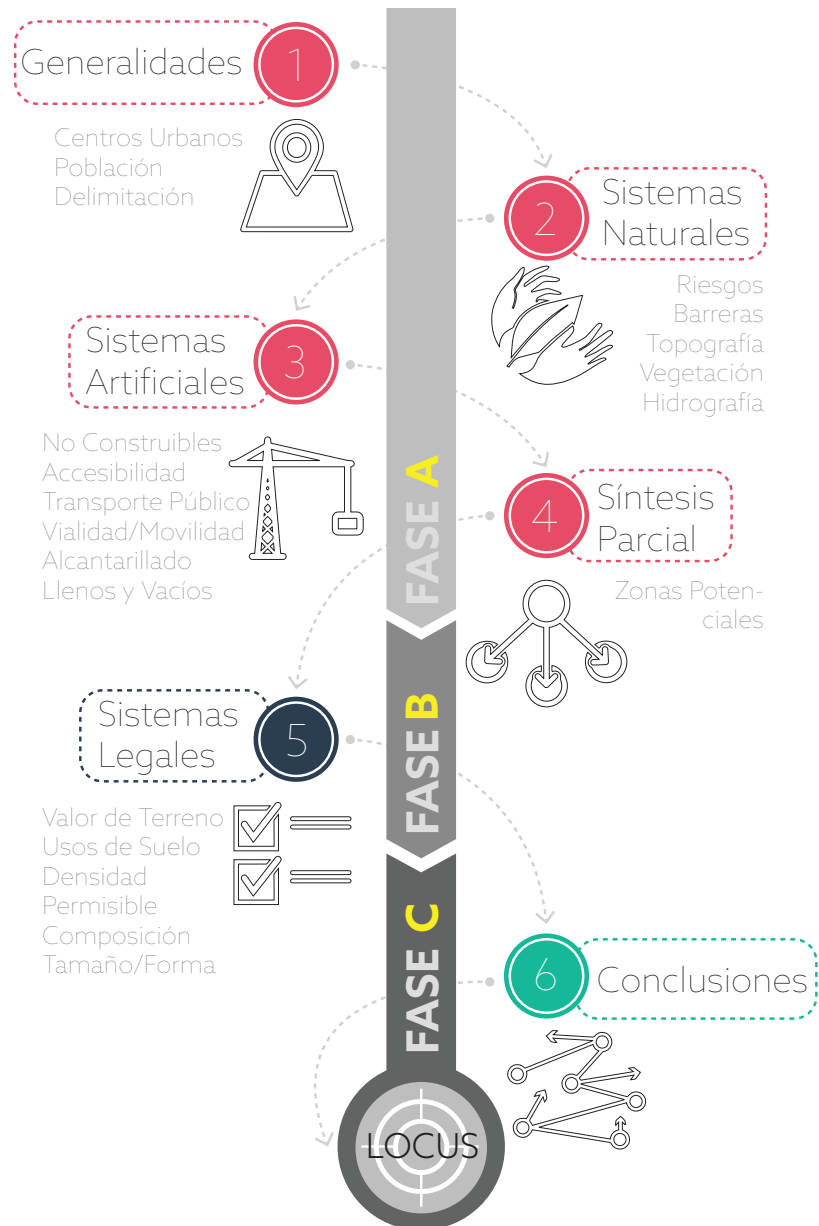 Generalidades
1
Centros Urbanos
Población
Delimitación
2
Sistemas
Naturales
Riesgos
Barreras
Topografía
Vegetación
Hidrografía
Sistemas
Artificiales
3
No Construibles
Accesibilidad
Transporte Público
Vialidad/Movilidad
Alcantarillado
Llenos y Vacíos
FASE A
4
Síntesis
Parcial
Zonas Poten-
ciales
Sistemas
Legales
5
Valor de Terreno
Usos de Suelo
Densidad
Permisible
Composición
Tamaño/Forma
FASE B
6
Conclusiones
FASE C
LOCUS